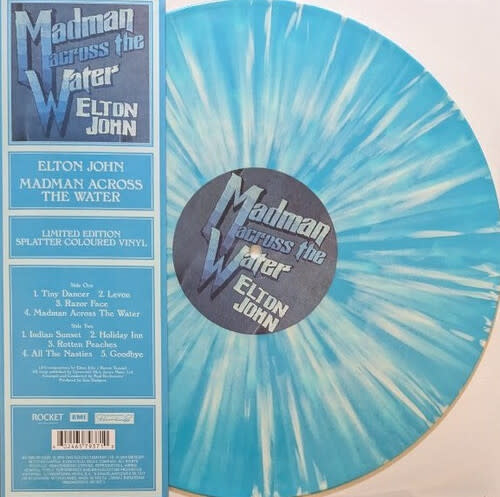 Madman
across the
Water
ELTON
JOHN
ELTON JOHN
MADMAN ACROSS
THE WATER
LIMITED EDITION
SPLATTER COLOURED VINYL
Side One
1. Tiny Dancer 2. Levon
3. Razor Face
4. Madman Across The Water
Side Two
1. Indian Sunset 2. Holiday Inn
3. Rotten Peaches
4. All The Nasties 5. Goodbye
ROCKET
EMI
Madman
across the
Water
ELTON
JOHN